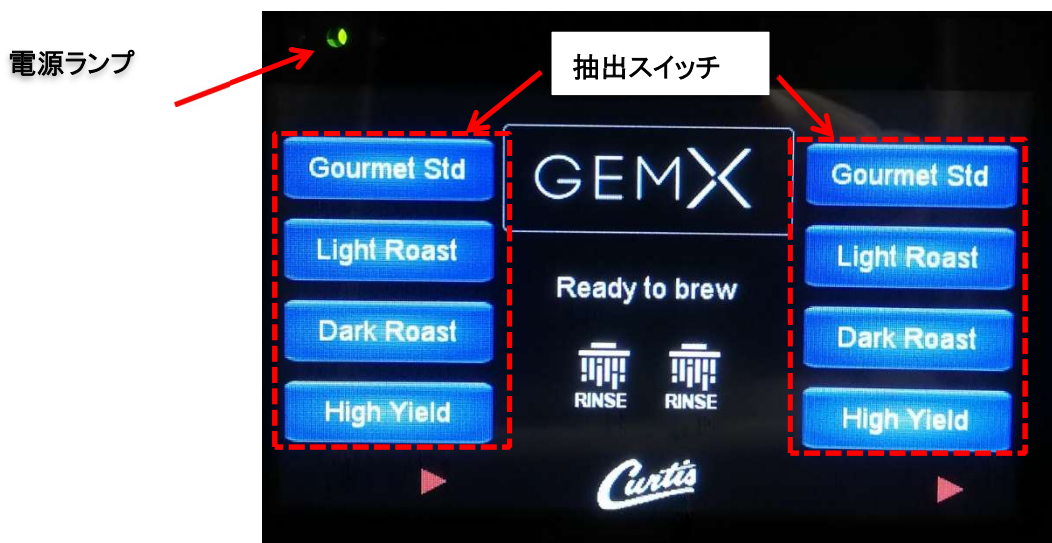 電源ランプ
抽出スイッチ
Gourmet Std
Light Roast
Dark Roast
High Yield
GEMX
Ready to brew
RINSE
RINSE
Curtis
Gourmet Std
Light Roast
Dark Roast
High Yield